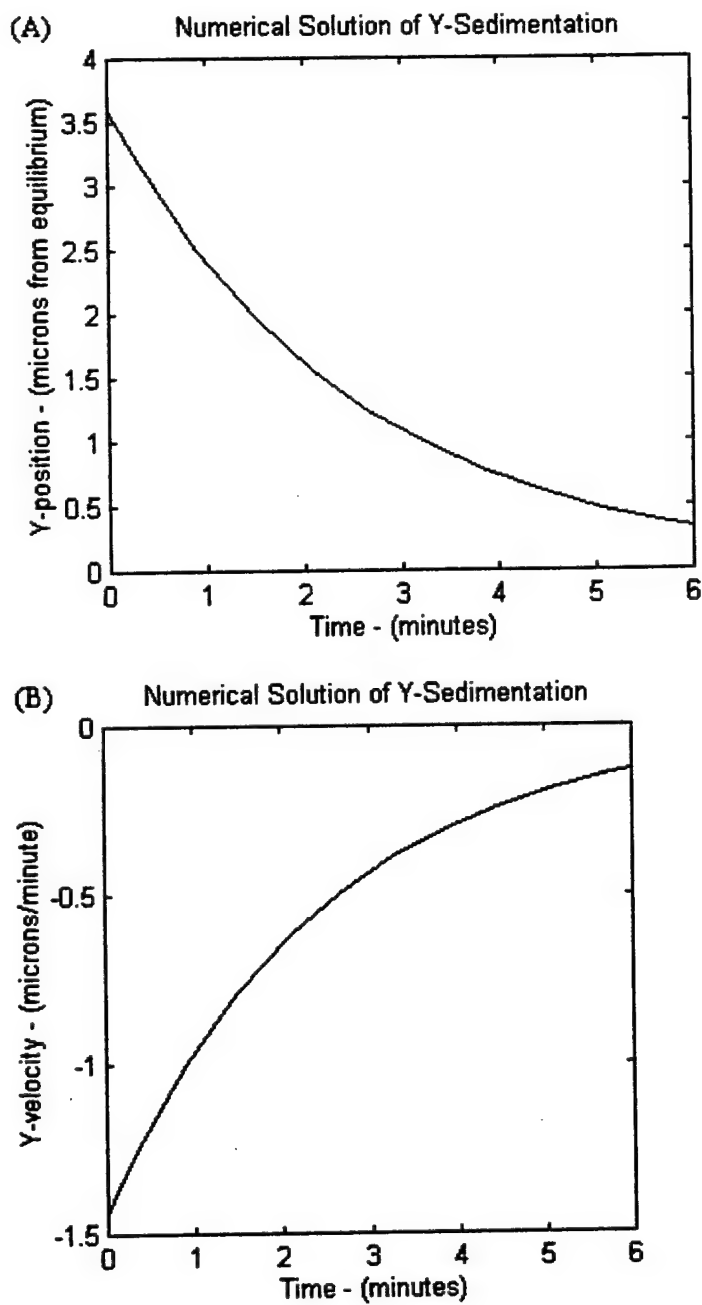 (A) Numerical Solution of Y-Sedimentation
4
3.5
3
2.5
2
1.5
1
0.5
0
Y-position - (microns from equilibrium)
0 1 2 3 4 5 6
Time - (minutes)
(B) Numerical Solution of Y-Sedimentation
0
-0.5
-1
-1.5
Y-velocity - (microns/minute)
0 1 2 3 4 5 6
Time - (minutes)